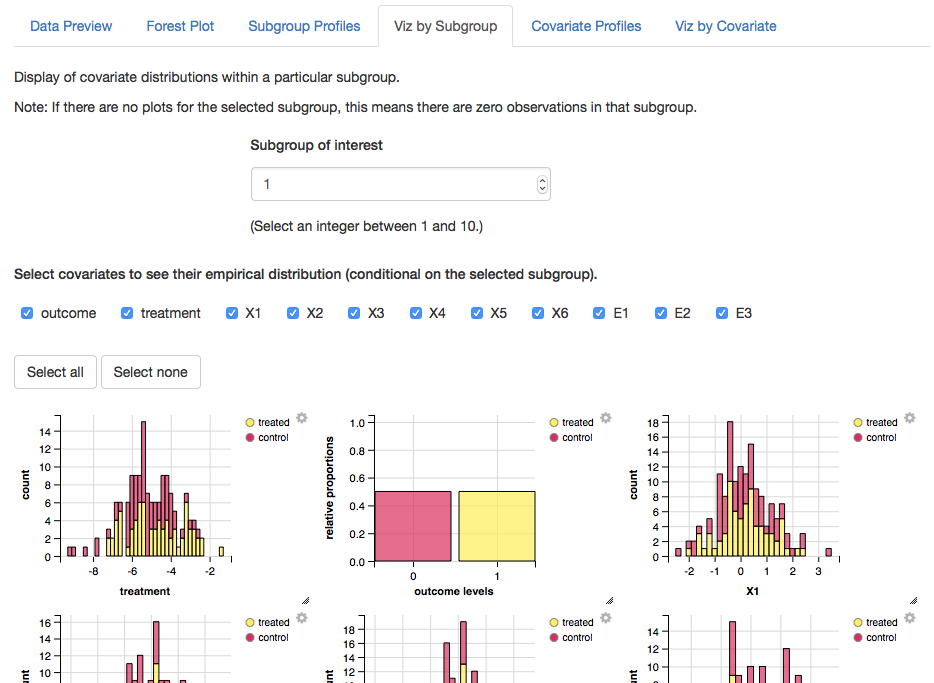 Data Preview Forest Plot Subgroup Profiles Viz by Subgroup Covariate Profiles Viz by Covariate
Display of covariate distributions within a particular subgroup.
Note: If there are no plots for the selected subgroup, this means there are zero observations in that subgroup.
Subgroup of interest
1
(Select an integer between 1 and 10.)
Select covariates to see their empirical distribution (conditional on the selected subgroup).
outcome treatment X1 X2 X3 X4 X5 X6 E1 E2 E3
Select all Select none
14
12
10
8
6
4
2
0
count
-8 -6 -4 -2
treatment
treated
control
1.0
0.8
0.6
0.4
0.2
0.0
relative proportions
0 1
outcome levels
treated
control
18
16
14
12
10
8
6
4
2
0
count
-2 -1 0 1 2 3
X1
treated
control
16
14
12
10
treated
control
18
16
14
12
treated
control
14
12
10
treated
control